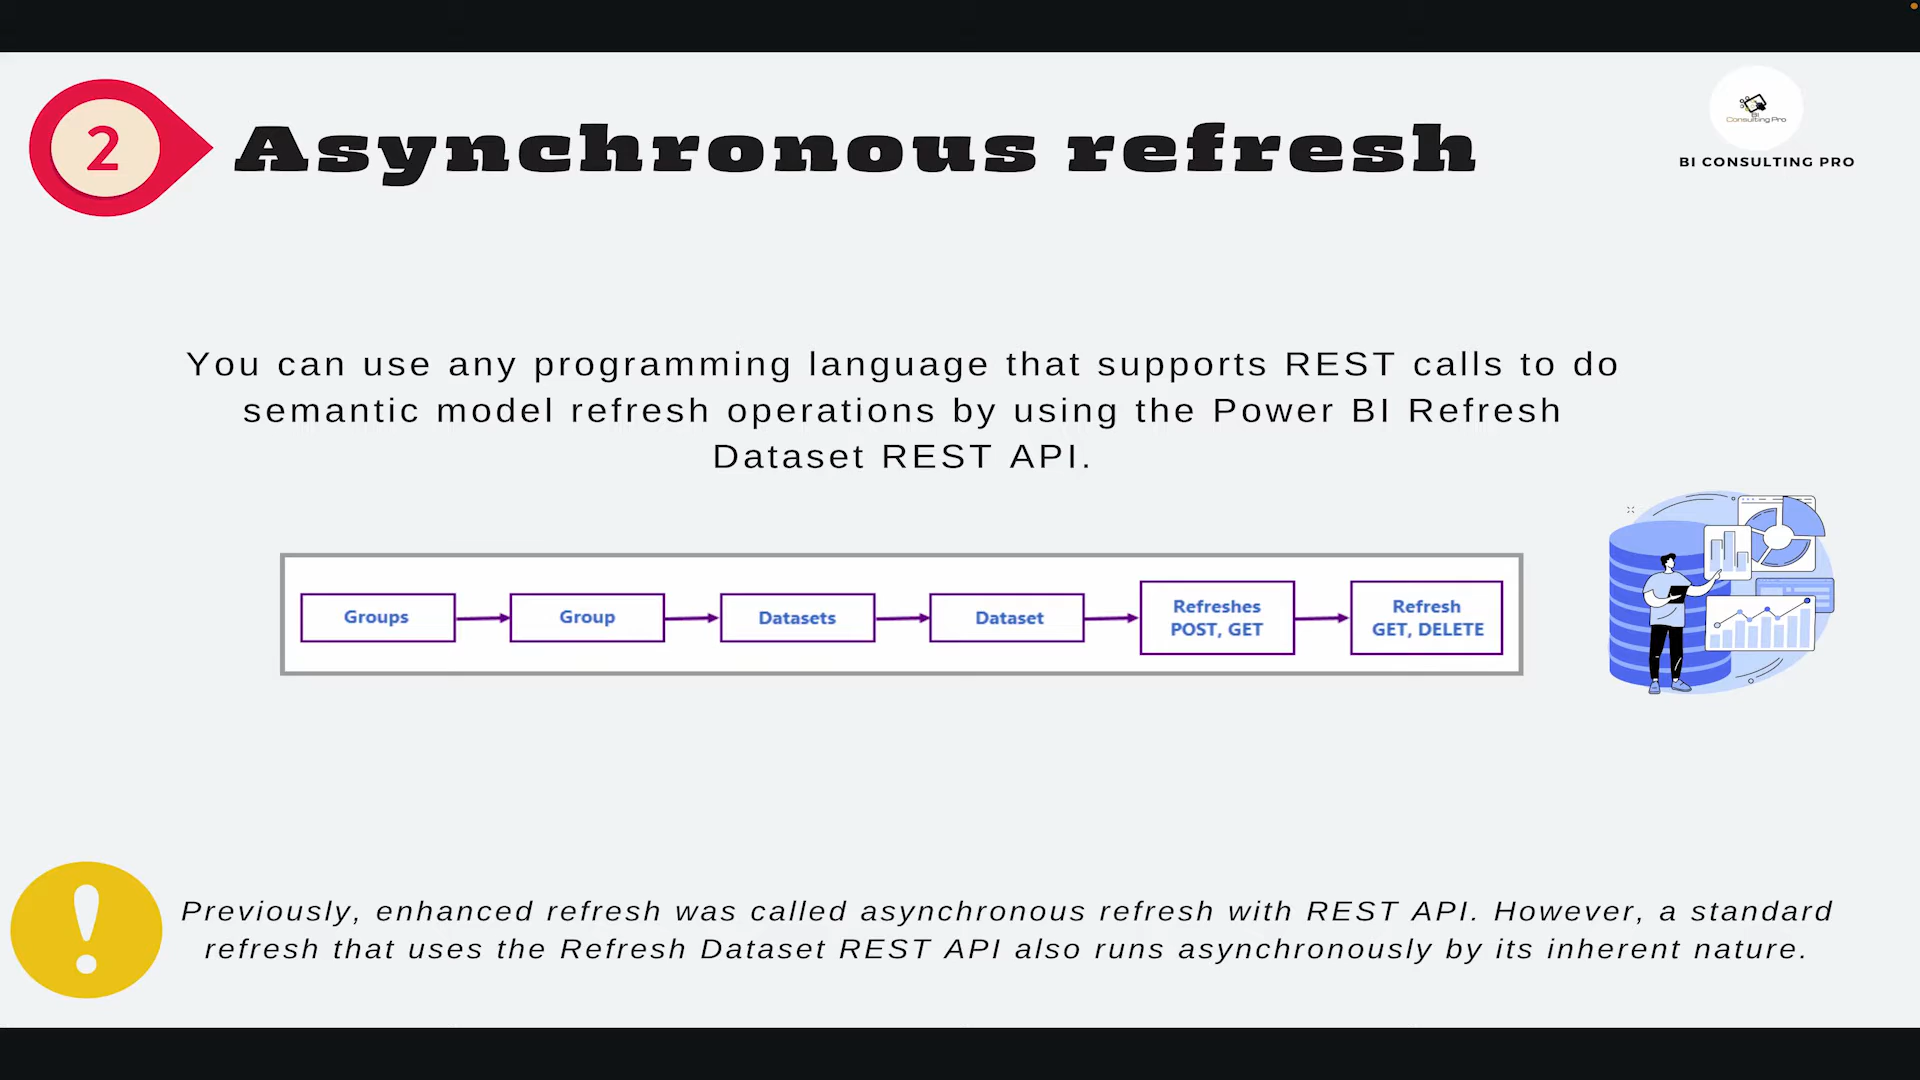 2
Asynchronous refresh
BI
Consulting Pro
BI CONSULTING PRO
You can use any programming language that supports REST calls to do
semantic model refresh operations by using the Power BI Refresh
Dataset REST API.
Groups
Group
Datasets
Dataset
Refreshes
POST, GET
Refresh
GET, DELETE
!
Previously, enhanced refresh was called asynchronous refresh with REST API. However, a standard
refresh that uses the Refresh Dataset REST API also runs asynchronously by its inherent nature.